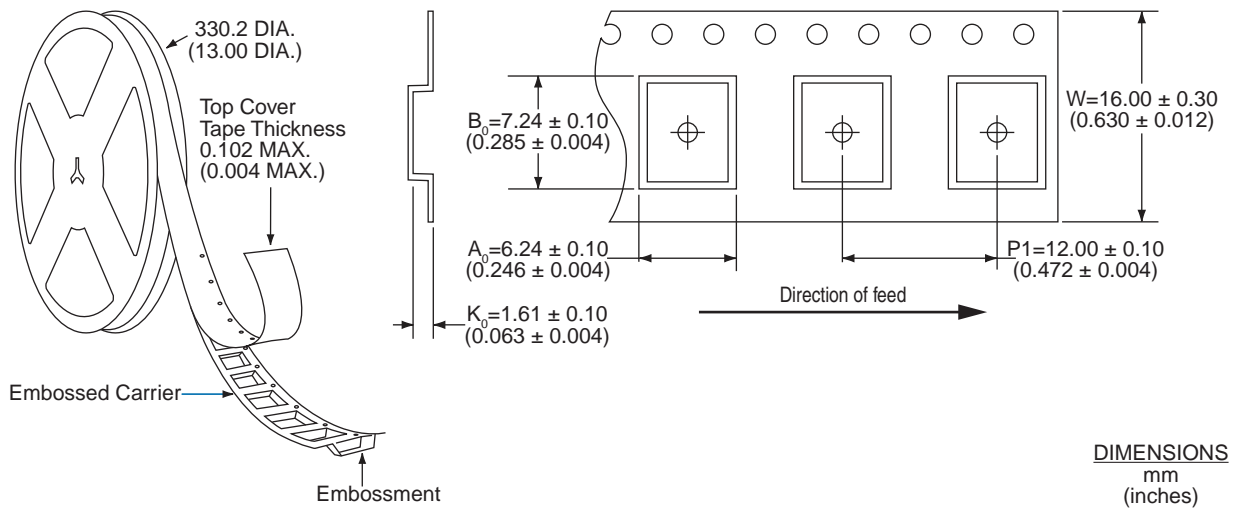 330.2 DIA.
(13.00 DIA.)
Top Cover
Tape Thickness
0.102 MAX.
(0.004 MAX.)
B₀=7.24 ± 0.10
(0.285 ± 0.004)
W=16.00 ± 0.30
(0.630 ± 0.012)
A₀=6.24 ± 0.10
(0.246 ± 0.004)
P1=12.00 ± 0.10
(0.472 ± 0.004)
Direction of feed
K₀=1.61 ± 0.10
(0.063 ± 0.004)
Embossed Carrier
Embossment
DIMENSIONS
mm
(inches)